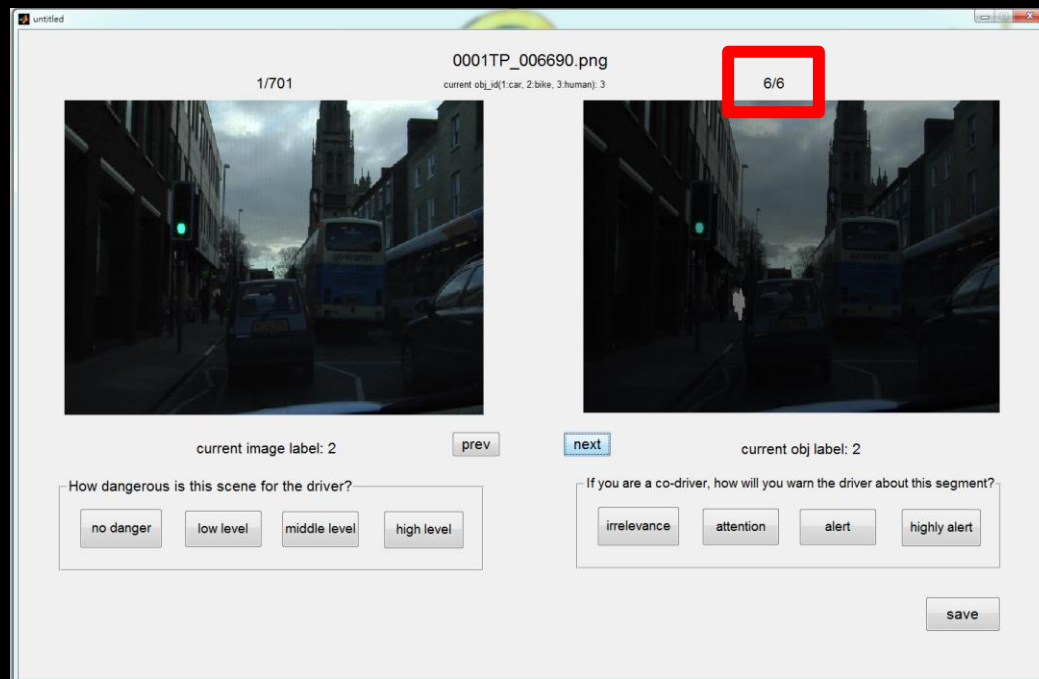 untitled
0001TP_006690.png
1/701
current obj_id(1:car, 2:bike, 3:human): 3
6/6
current image label: 2
prev
next
current obj label: 2
How dangerous is this scene for the driver?
no danger
low level
middle level
high level
If you are a co-driver, how will you warn the driver about this segment?
irrelevance
attention
alert
highly alert
save